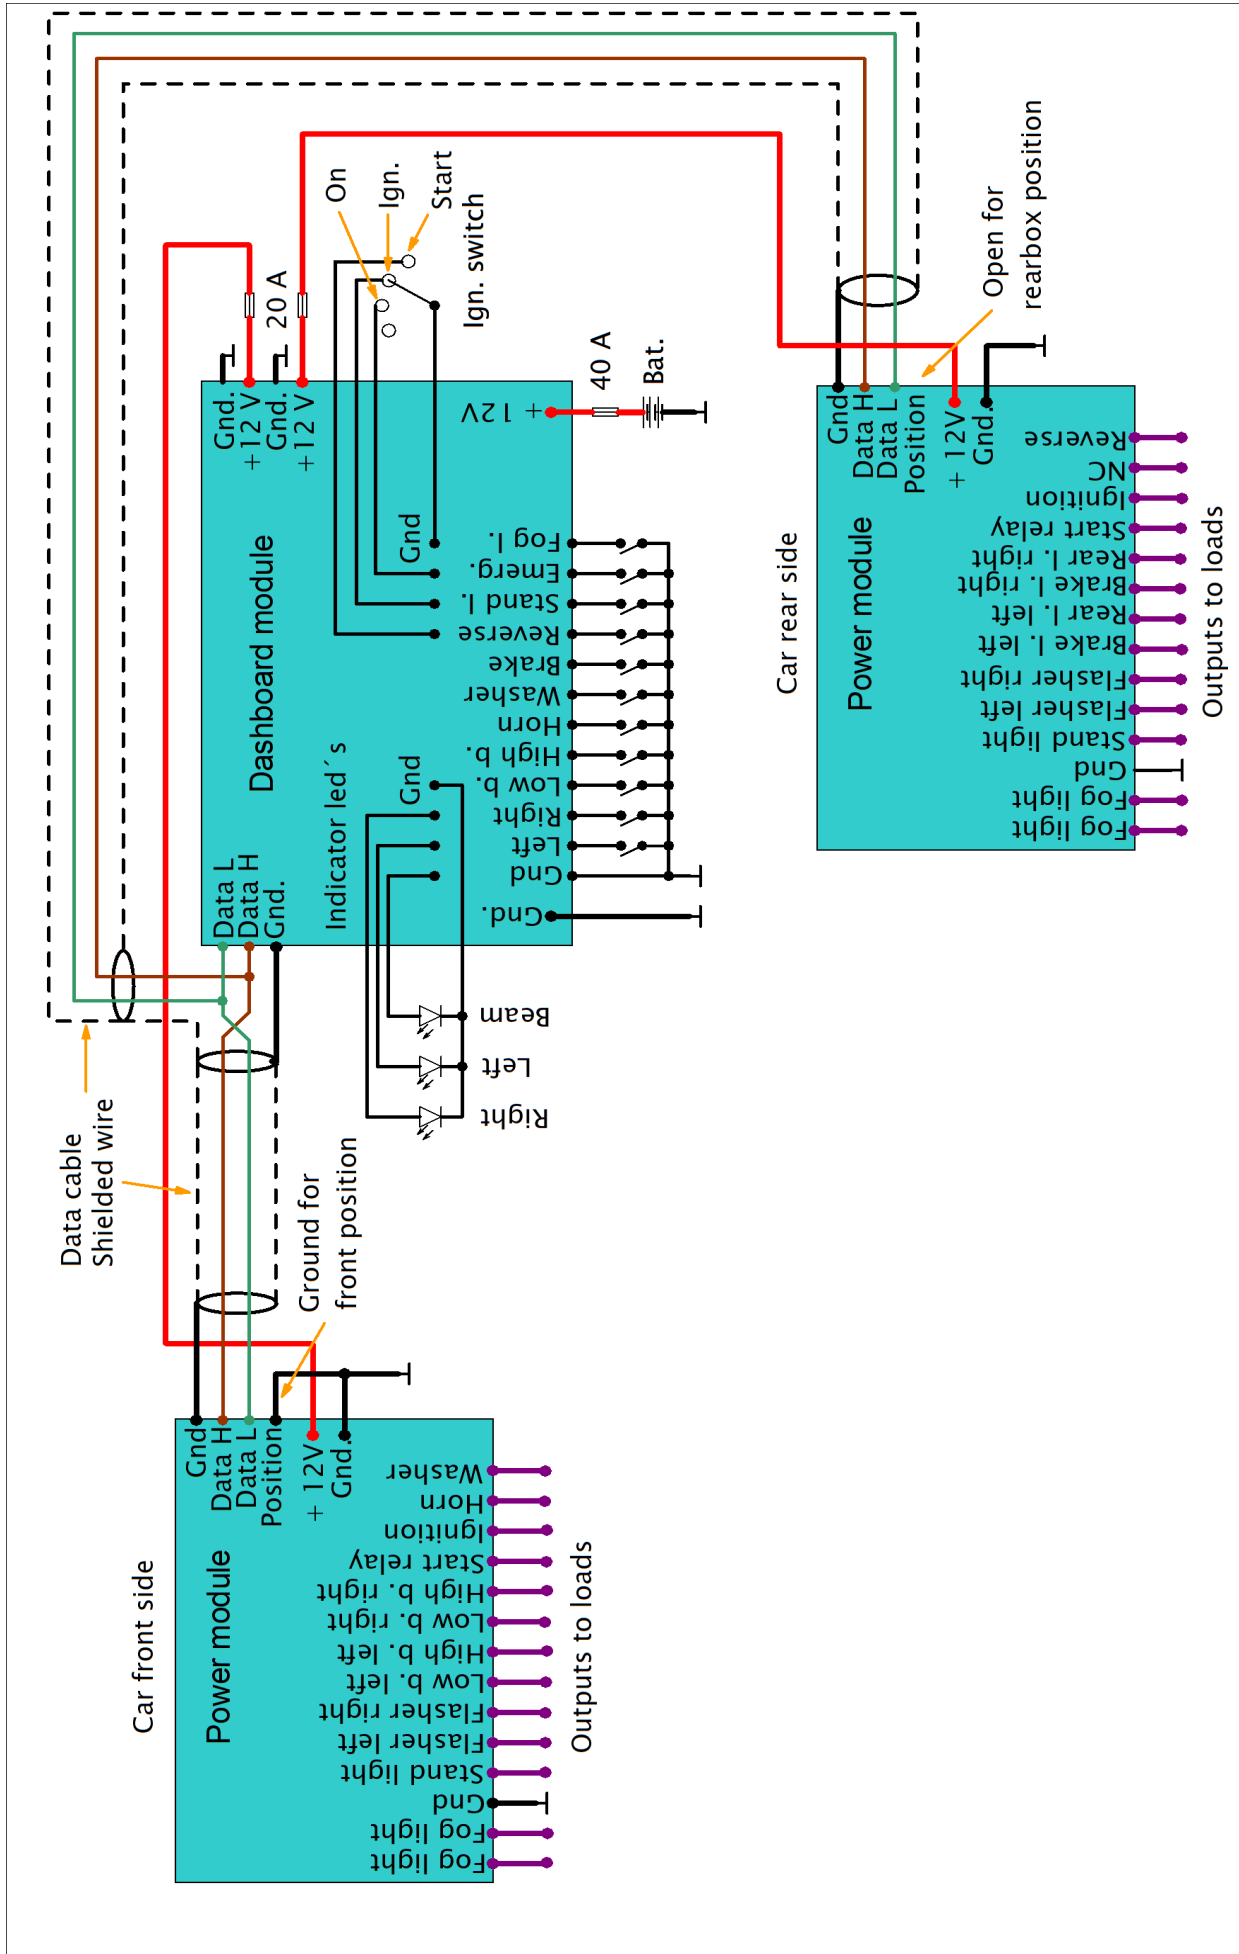 On
Ign.
Start
Ign. switch
20 A
40 A
Bat.
Open for
rearbox position
Dashboard module
Gnd.
+12 V
Gnd.
+12 V
+ 12V
Gnd
Fog l.
Emerg.
Stand l.
Reverse
Brake
Washer
Horn
High b.
Low b.
Right
Left
Gnd
Gnd.
Indicator led´s
Gnd
Data L
Data H
Gnd.
Beam
Left
Right
Data cable
Shielded wire
Ground for
front position
Car rear side
Power module
Gnd
Data H
Data L
Position
+ 12V
Gnd.
Reverse
NC
Ignition
Start relay
Rear l. right
Brake l. right
Rear l. left
Brake l. left
Flasher right
Flasher left
Stand light
Gnd
Fog light
Fog light
Outputs to loads
Car front side
Power module
Gnd
Data H
Data L
Position
+ 12V
Gnd.
Washer
Horn
Ignition
Start relay
High b. right
Low b. right
High b. left
Low b. left
Flasher right
Flasher left
Stand light
Gnd
Fog light
Fog light
Outputs to loads